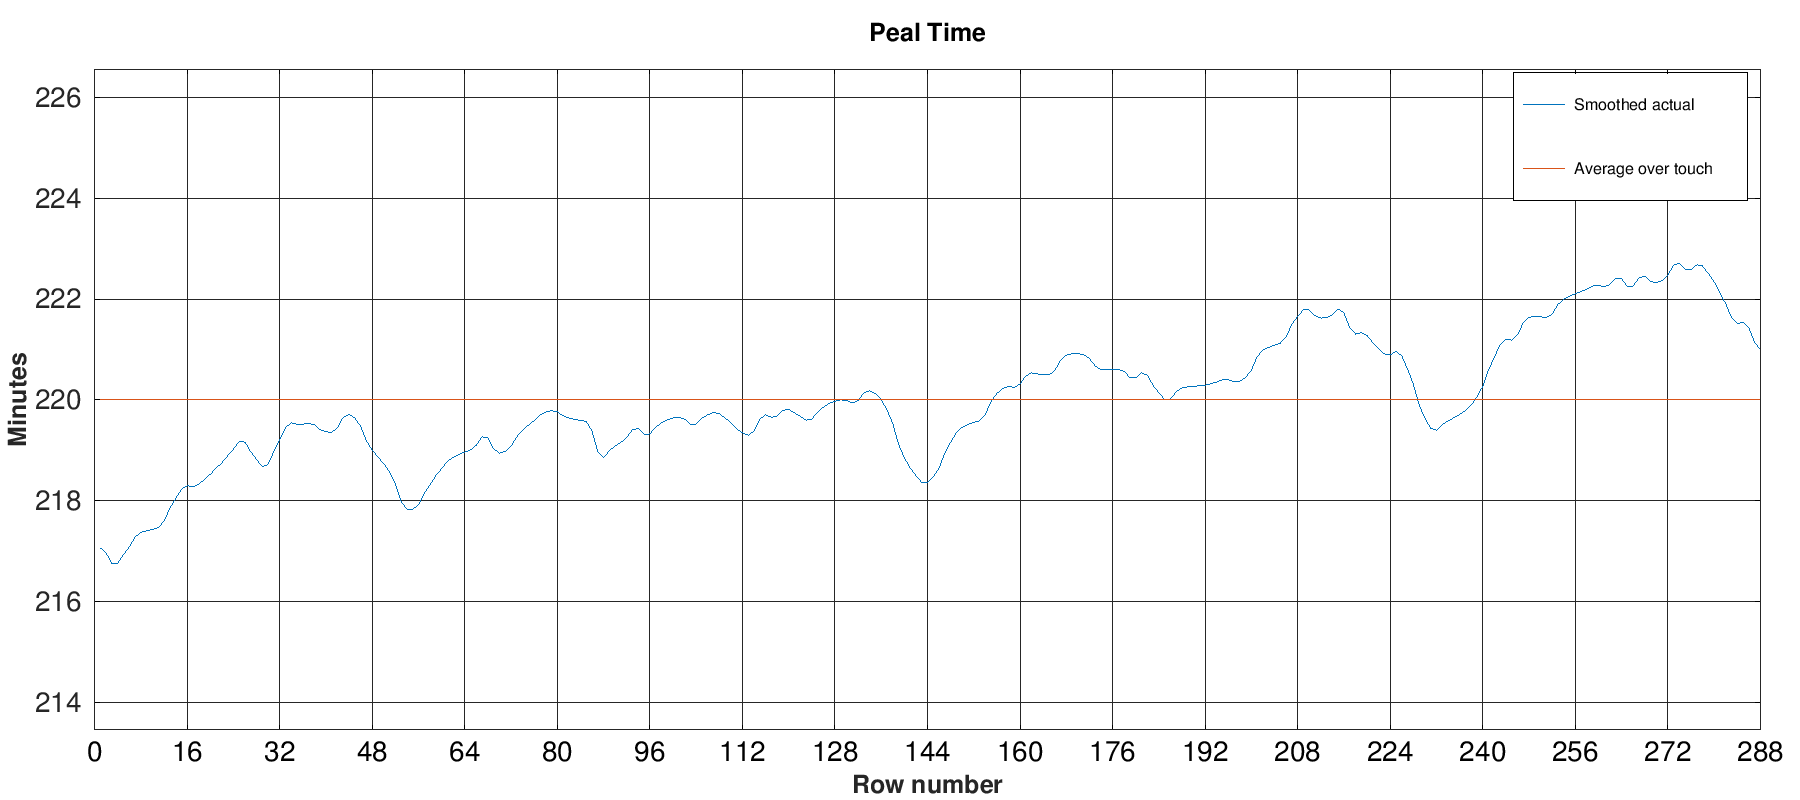 Peal Time
226
224
222
220
218
216
214
Minutes
Smoothed actual
Average over touch
0 16 32 48 64 80 96 112 128 144 160 176 192 208 224 240 256 272 288
Row number